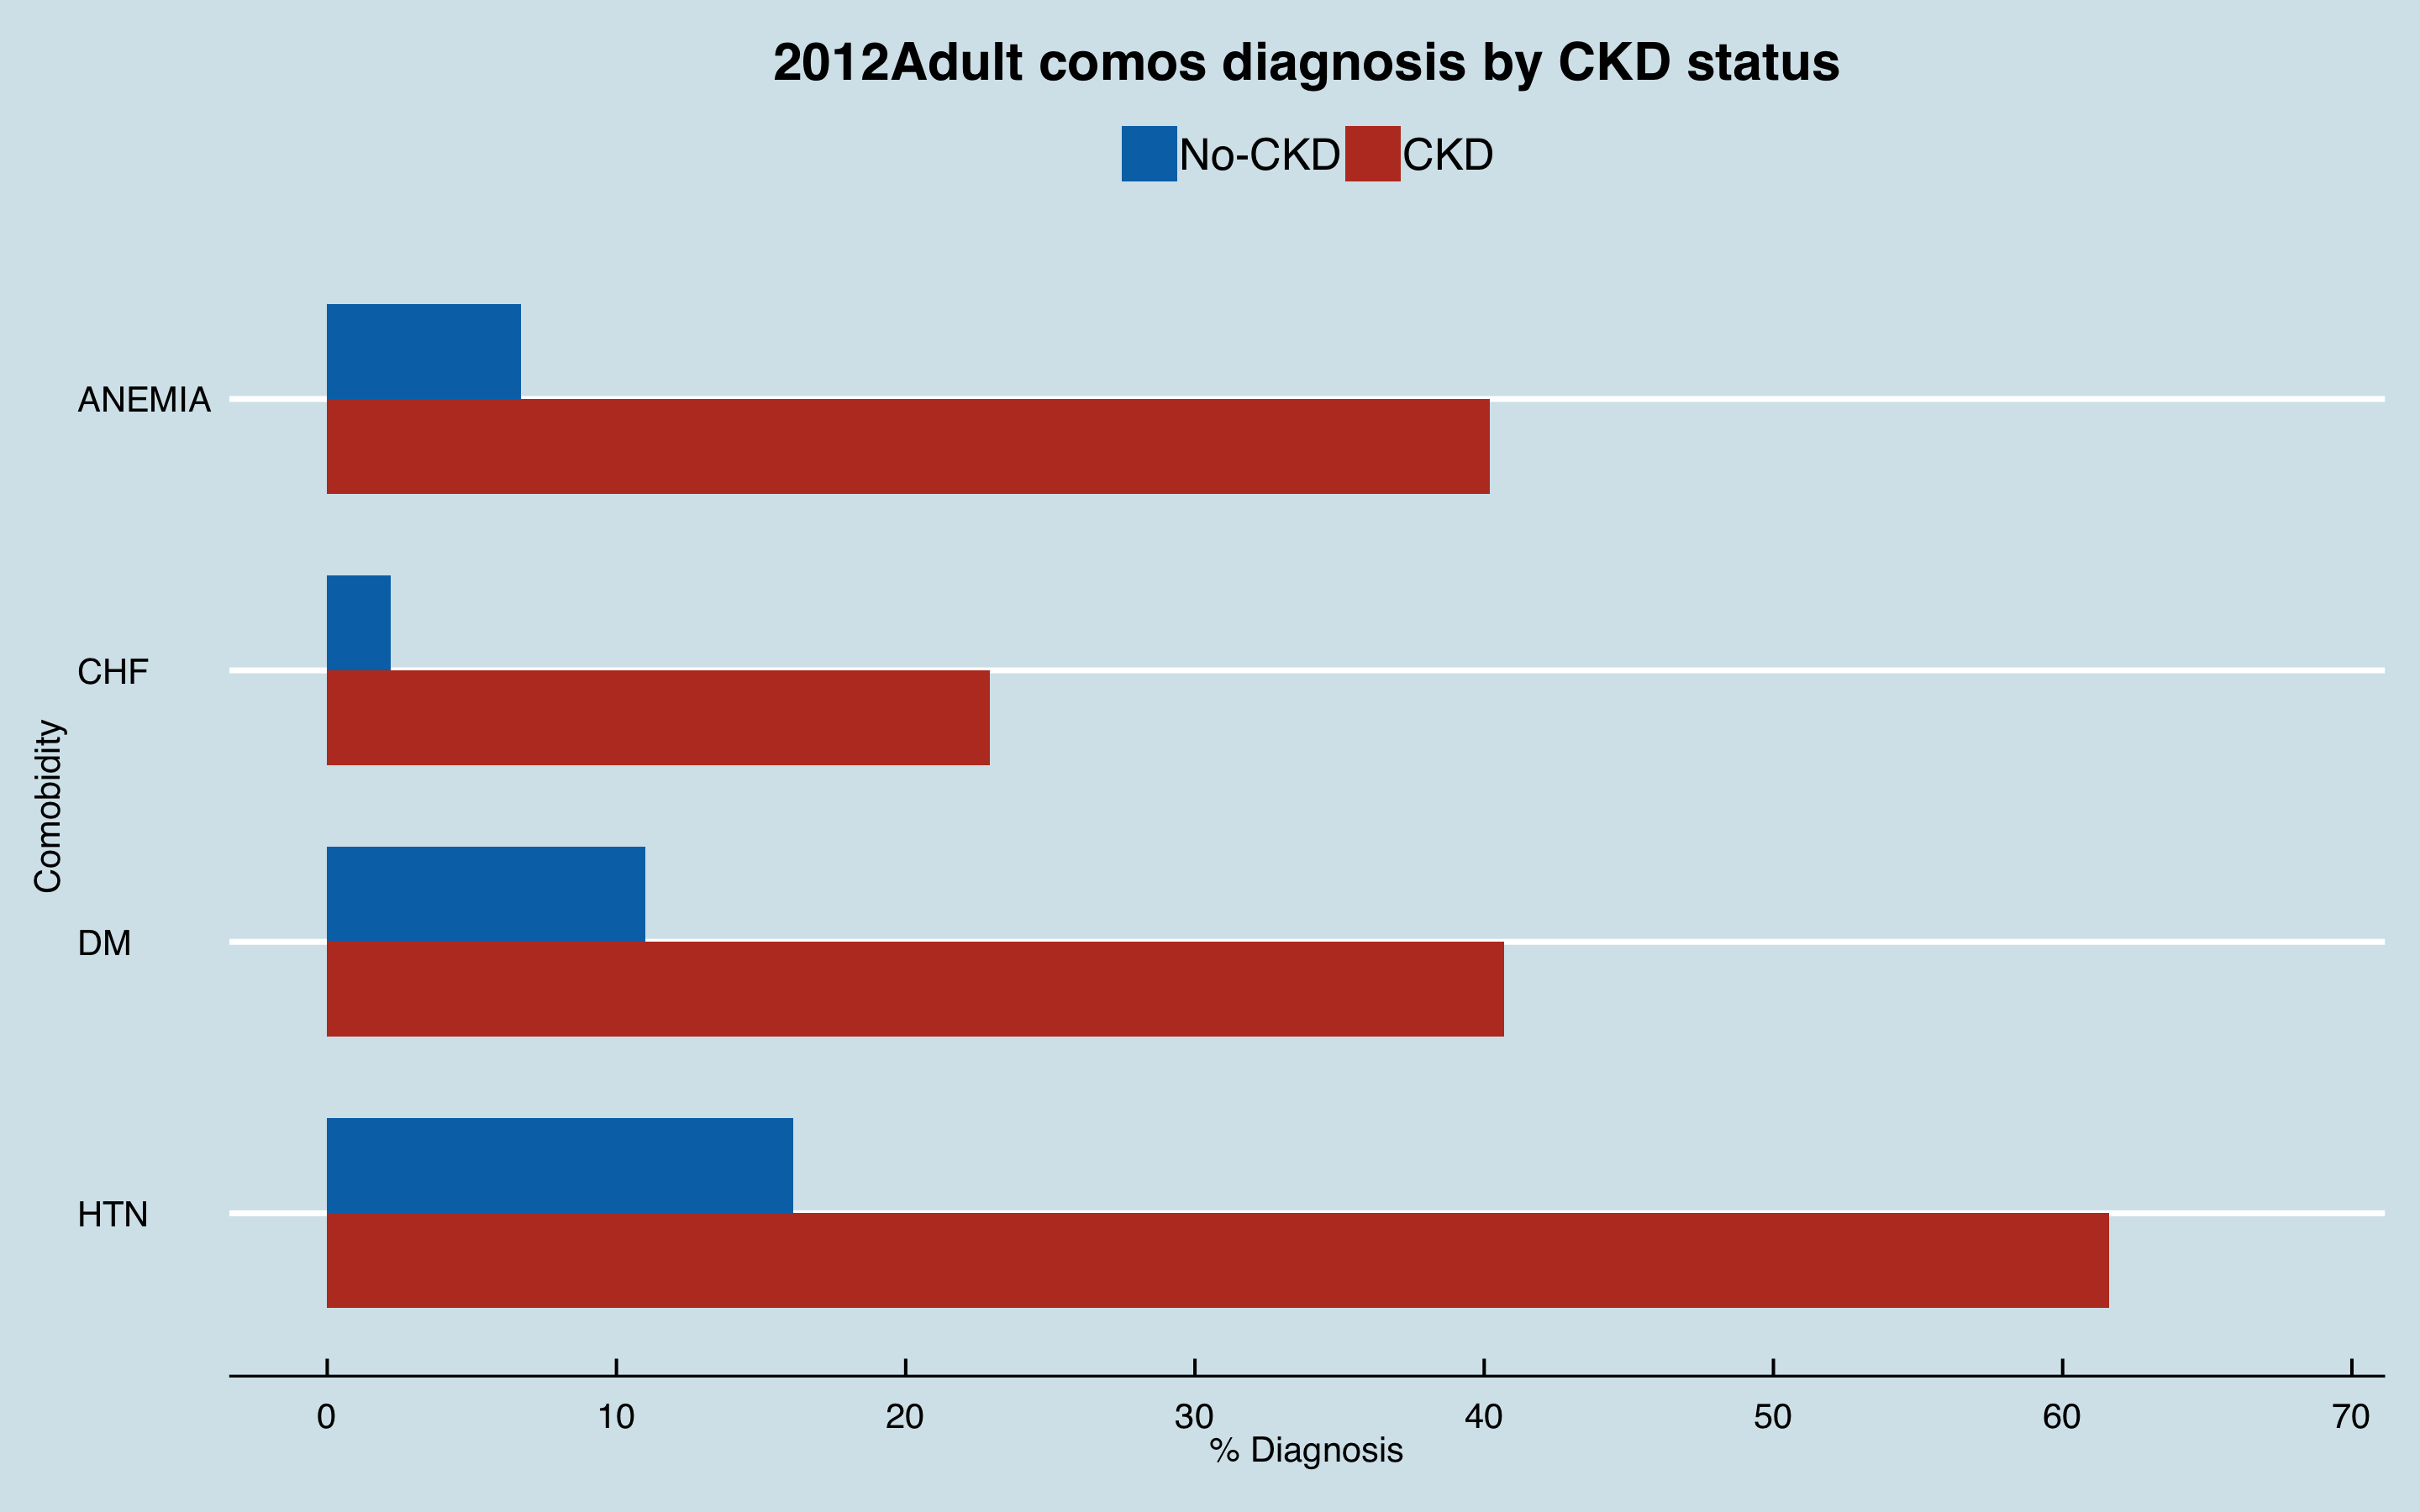 2012Adult comos diagnosis by CKD status
No-CKD CKD
ANEMIA
CHF
Comobidity
DM
HTN
0 10 20 30 40 50 60 70
% Diagnosis